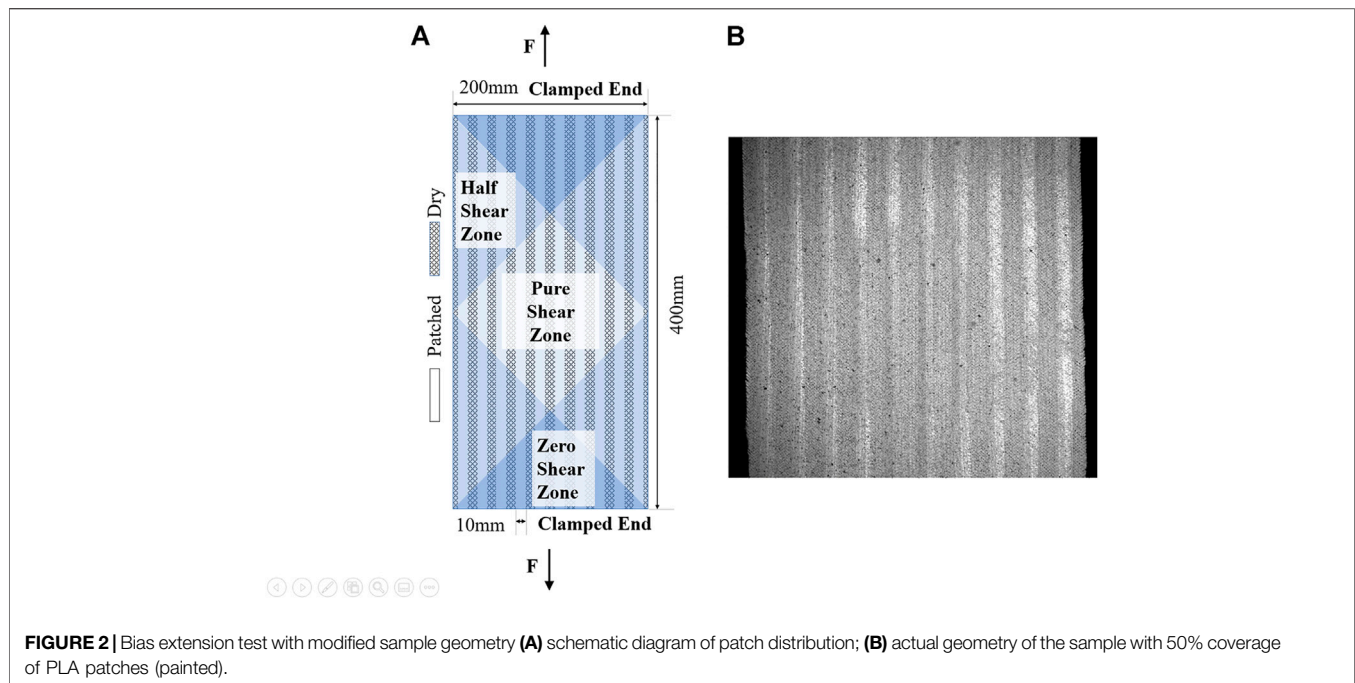 A
B
F
200mm
Clamped End
Half
Shear
Zone
Dry
Patched
Pure
Shear
Zone
400mm
Zero
Shear
Zone
10mm
Clamped End
F
FIGURE 2 | Bias extension test with modified sample geometry (A) schematic diagram of patch distribution; (B) actual geometry of the sample with 50% coverage
of PLA patches (painted).